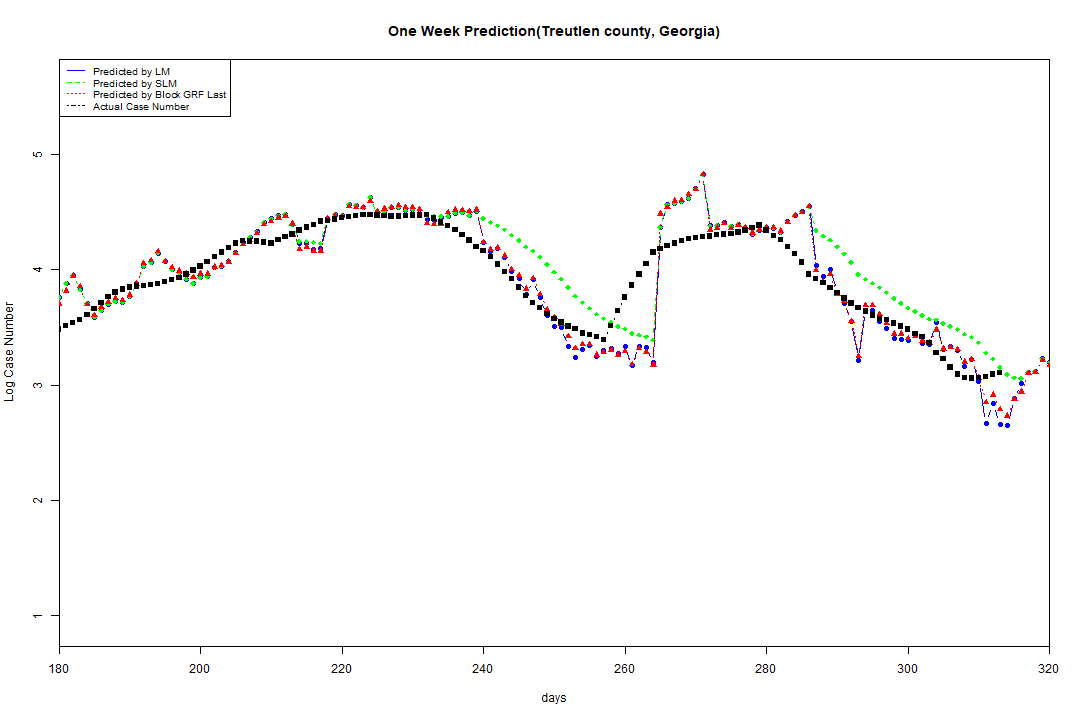 One Week Prediction(Treutlen county, Georgia)
Predicted by LM
Predicted by SLM
Predicted by Block GRF Last
Actual Case Number
5
4
3
2
1
Log Case Number
180 200 220 240 260 280 300 320
days